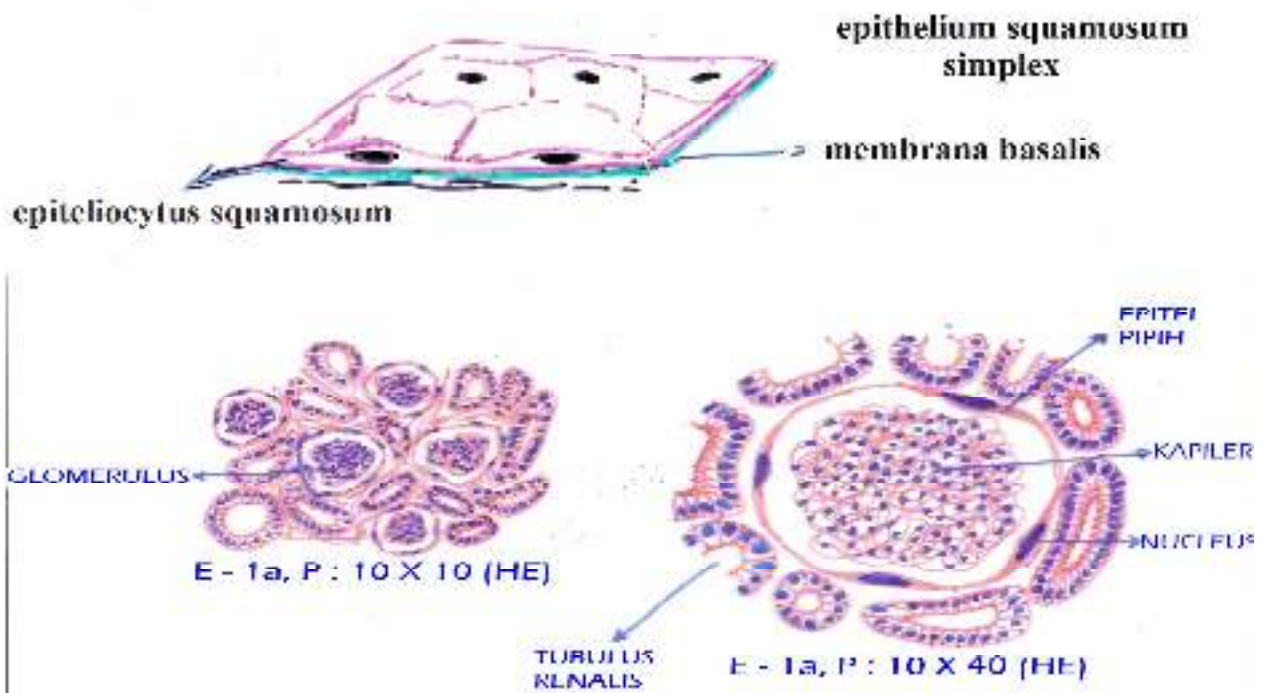 epithelium squamosum
simplex
membrana basalis
epiteliocytus squamosum
EPITEL
PIPIH
GLOMERULUS
KAPILER
NUCLEUS
E - 1a, P : 10 X 10 (HE)
TUBULUS
RENALIS
E - 1a, P : 10 X 40 (HE)